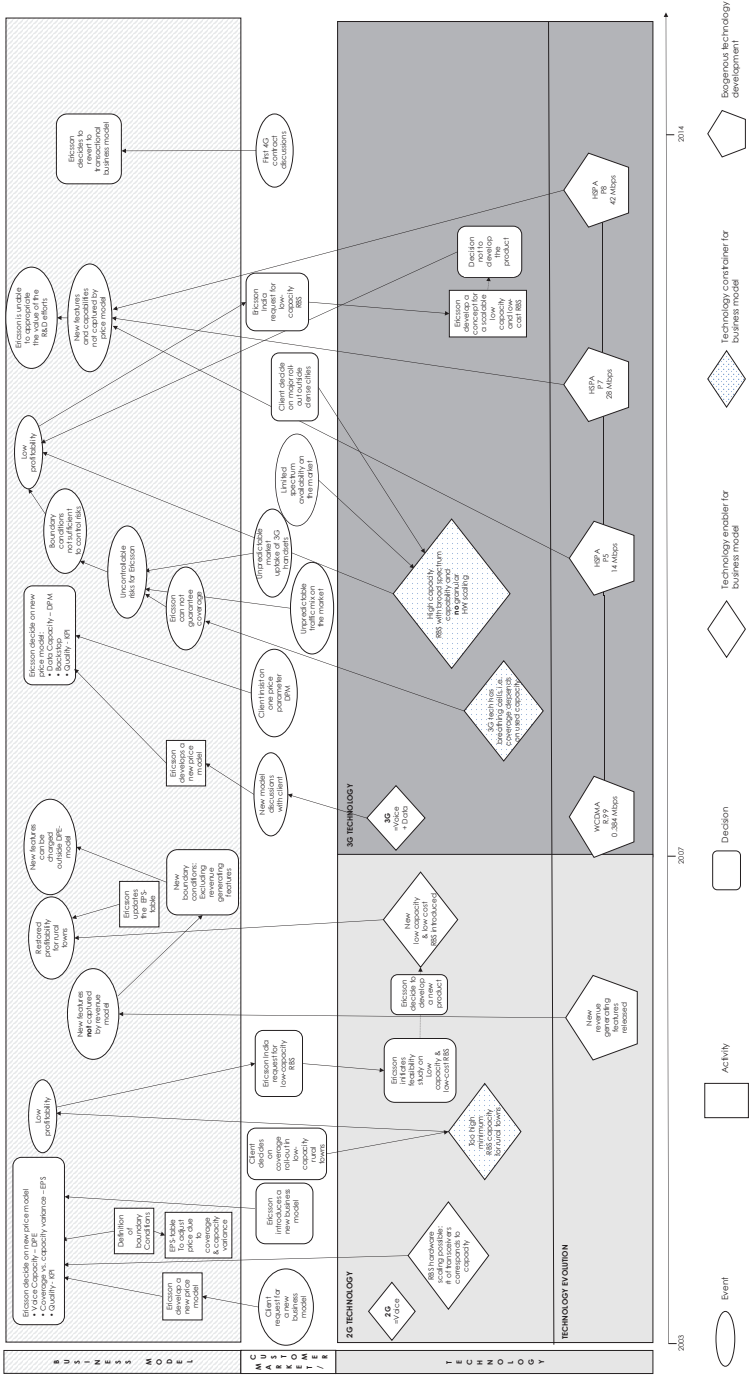 BUSINESS MODEL
Ericsson decide on new price model
• Voice Capacity – DPE
• Coverage vs. capacity variance – EPS
• Quality - KPI
Ericsson
develop a
new price
model
Definition
of
boundary
Conditions
EPS-table
To adjust
price due
to
coverage
& capacity
variance
Low
profitability
New features
not captured
by revenue
model
Restored
profitability
for rural
towns
Ericsson
updates
the EPS-
table
New features
can be
charged
outside DPE-
model
New
boundary
conditions:
Excluding
revenue
generating
features
Ericsson
develops a
new price
model
Ericsson decide on new
price model:
• Data Capacity – DPM
• Backstop
• Quality - KPI
Ericsson
can not
guarantee
coverage
Uncontrollable
risks for Ericsson
Boundary
conditions
not sufficient
to control risks
Low
profitability
Ericsson is unable
to appropriate
the value of the
R&D efforts
New features
and capabilities
not captured by
price model
Ericsson
decides to
revert to
transactional
business model
CUSTOMER
MARKET /
Client
request for
a new
business
model
Ericsson
introduces a
new business
model
Client
decides
on
coverage
roll-out in
low-
capacity
rural
towns
Ericsson India
request for
low-capacity
RBS
New model
discussions
with client
Client insist on
one price
parameter
DPM
Unpredictable
traffic mix on
the market
Unpredictable
market
uptake of 3G
handsets
Limited
spectrum
availability on
the market
Client decide
on major roll-
out outside
dense cities
Ericsson
India
request for
low-
capacity
RBS
First 4G
contract
discussions
TECHNOLOGY
2G TECHNOLOGY
2G
=Voice
RBS hardware
scaling possible:
# of transceivers
corresponds to
capacity
Too high
minimum
RBS capacity
for rural towns
Ericsson
initiates
feasibility
study on
Low
capacity &
low-cost RBS
Ericsson
decide to
develop
a new
product
New
low capacity
& low cost
RBS introduced
3G TECHNOLOGY
3G
=Voice
+ Data
3G tech has
breathing cells, i.e.
coverage depends
on used capacity
High capacity
RBS with broad spectrum
capability and
no granular
HW scaling
Ericsson
develop a
concept for
a scalable
low
capacity
and low-
cost RBS
Decision
not to
develop
the
product
TECHNOLOGY EVOLUTION
New
revenue
generating
features
released
WCDMA
R.99
0.384 Mbps
HSPA
P5
14 Mbps
HSPA
P7
28 Mbps
HSPA
P8
42 Mbps
2003
2007
2014
Event
Activity
Decision
Technology enabler for
business model
Technology constrainer for
business model
Exogenous technology
development